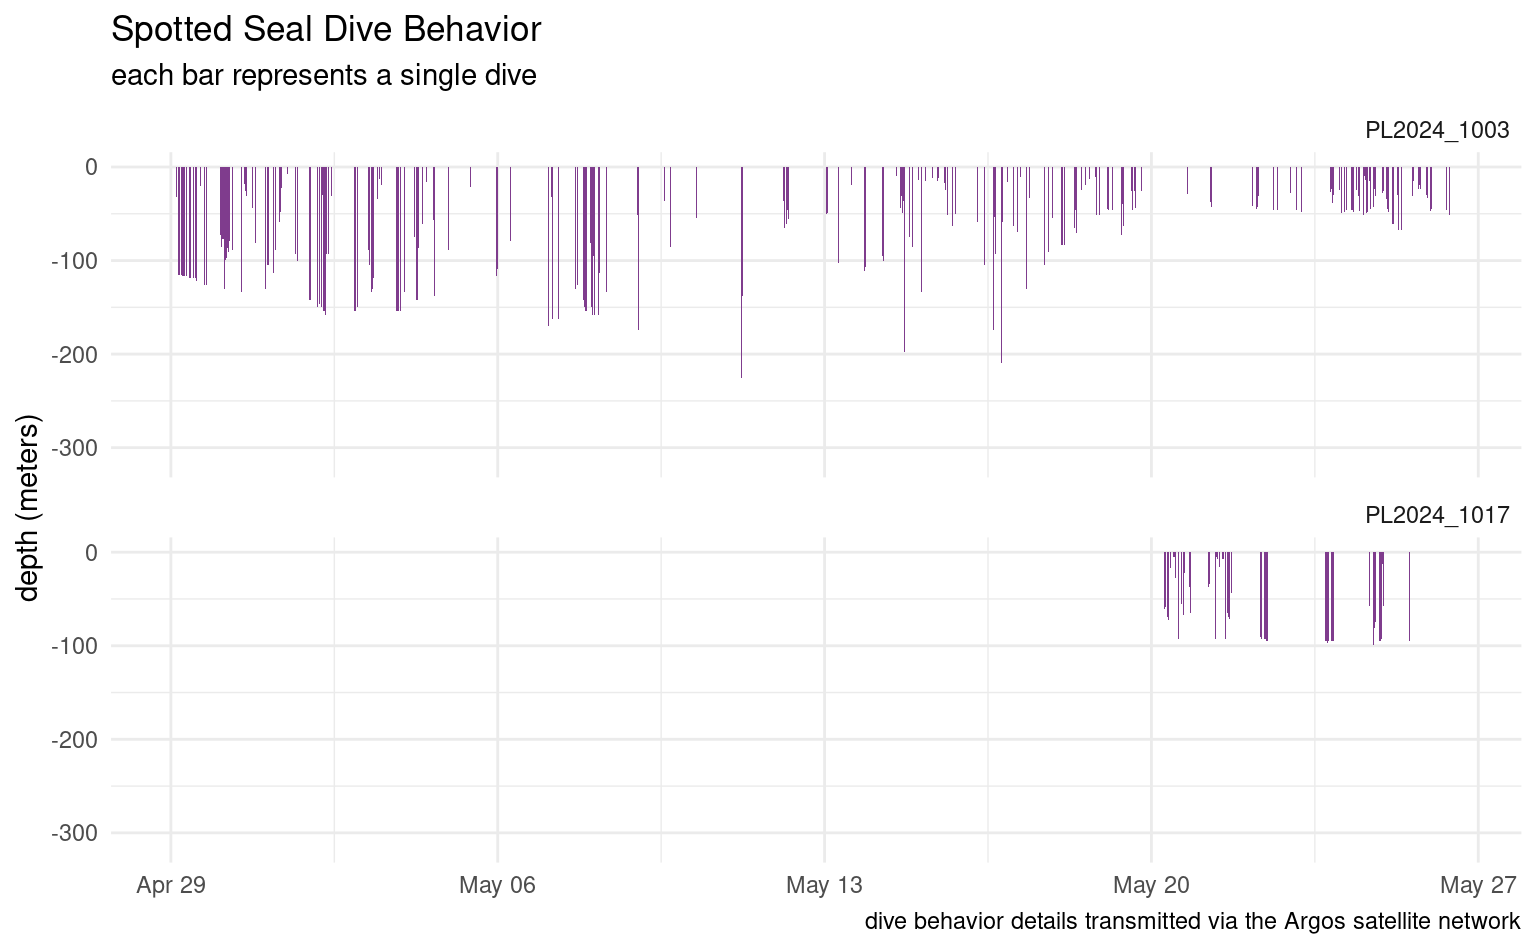 Spotted Seal Dive Behavior
each bar represents a single dive
PL2024_1003
0
-100
-200
-300
depth (meters)
PL2024_1017
0
-100
-200
-300
Apr 29
May 06
May 13
May 20
May 27
dive behavior details transmitted via the Argos satellite network